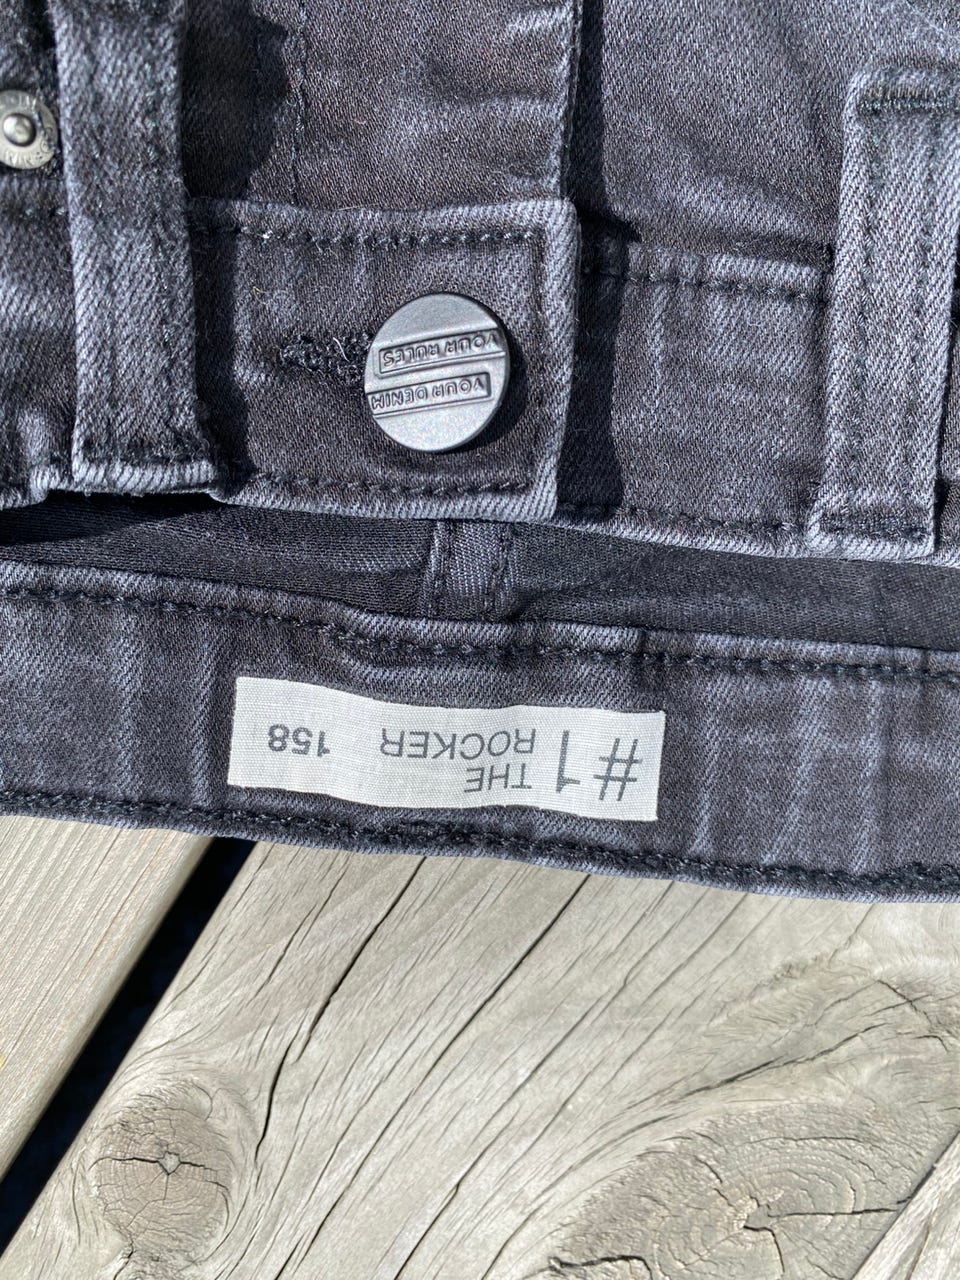 YOUR DENIM
YOUR RULES
#1
THE
ROCKER
158